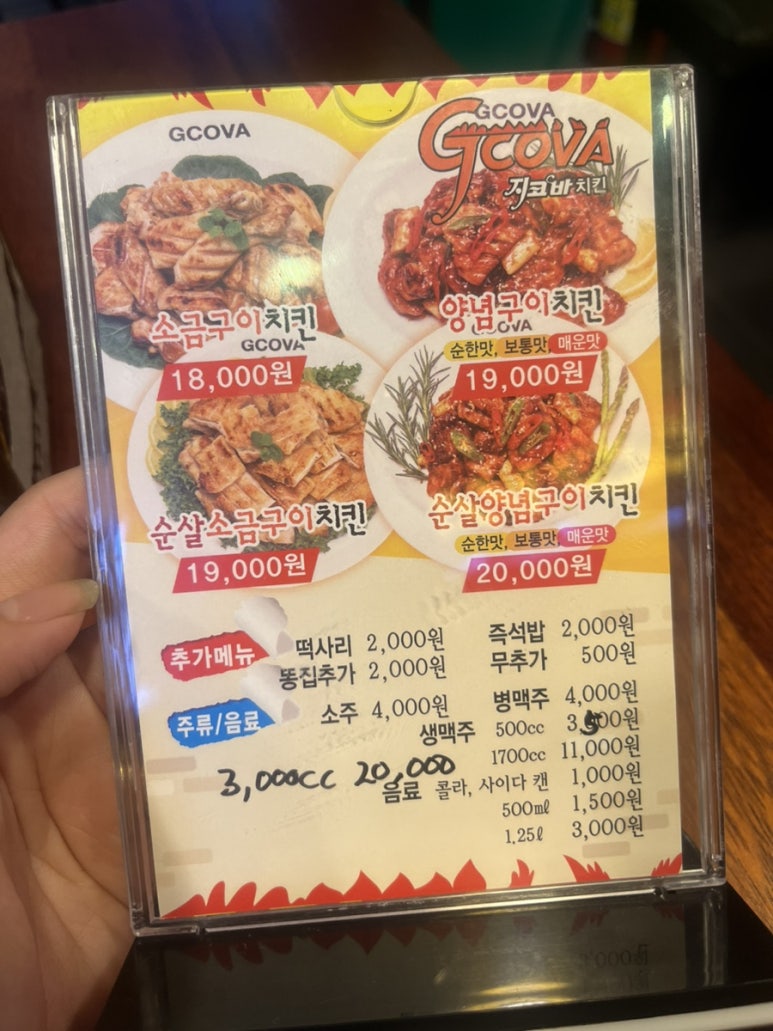 GCOVA
GCOVA
GCOVA
지코바치킨
소금구이치킨
18,000원
양념구이치킨
순한맛, 보통맛, 매운맛
19,000원
GCOVA
GCOVA
순살소금구이치킨
19,000원
순살양념구이치킨
순한맛, 보통맛, 매운맛
20,000원
추가메뉴
떡사리 2,000원
즉석밥 2,000원
똥집추가 2,000원
무추가 500원
주류/음료
소주 4,000원
병맥주 4,000원
생맥주 500cc 3,500원
1700cc 11,000원
3,000cc 20,000
음료 콜라, 사이다 캔 1,000원
500㎖ 1,500원
1.25ℓ 3,000원